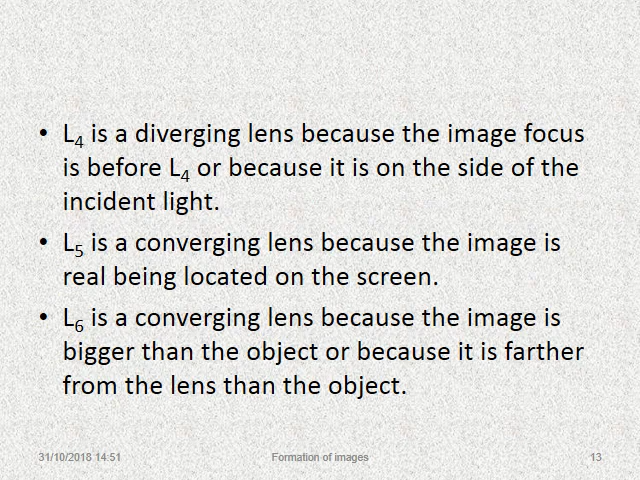 • L₄ is a diverging lens because the image focus
is before L₄ or because it is on the side of the
incident light.
• L₅ is a converging lens because the image is
real being located on the screen.
• L₆ is a converging lens because the image is
bigger than the object or because it is farther
from the lens than the object.
31/10/2018 14:51 Formation of images 13